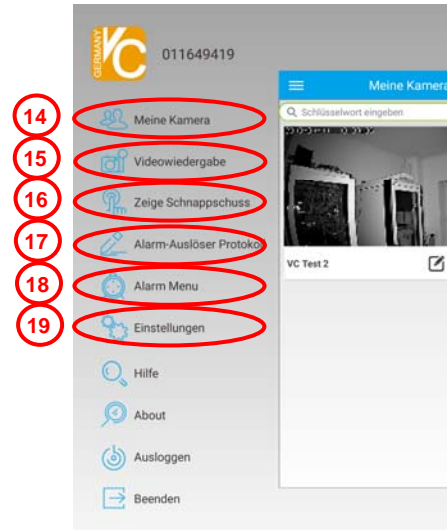 GERMANY
VC
011649419
Meine Kamera
Schlüsselwort eingeben
VC Test 2
14
Meine Kamera
15
Videowiedergabe
16
Zeige Schnappschuss
17
Alarm-Auslöser Protokol
18
Alarm Menu
19
Einstellungen
Hilfe
About
Ausloggen
Beenden